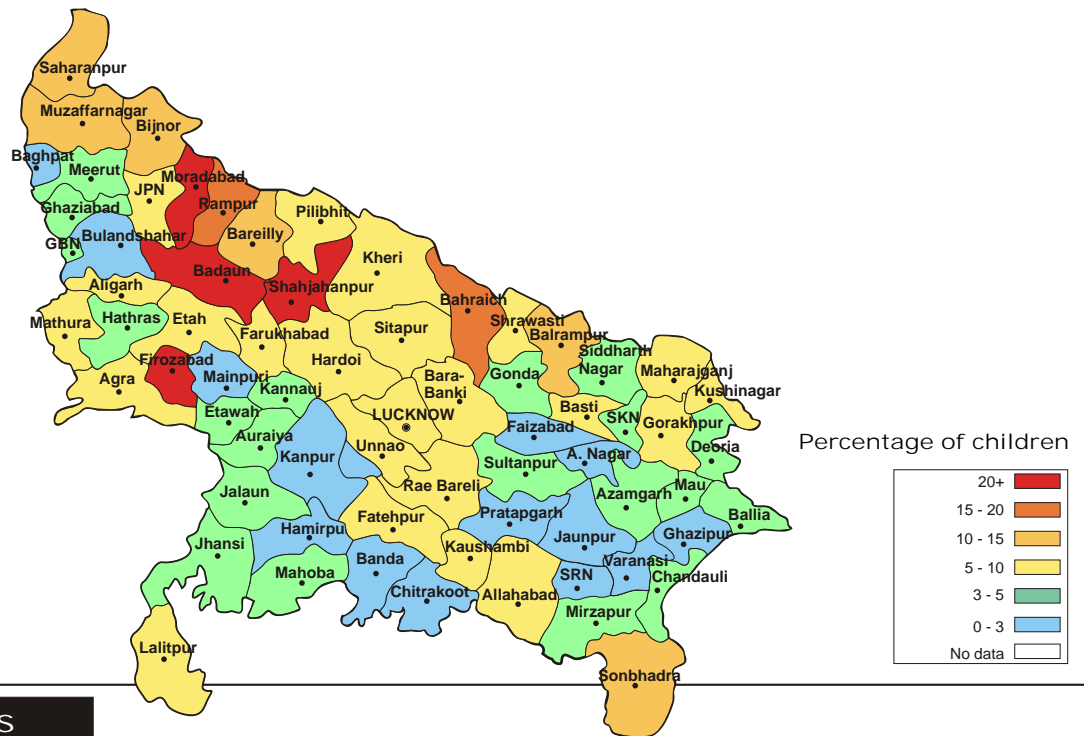 Saharanpur
Muzaffarnagar
Bijnor
Baghpat
Meerut
Moradabad
JPN
Rampur
Ghaziabad
Pilibhit
Bulandshahar
Bareilly
GBN
Kheri
Badaun
Aligarh
Shahjahanpur
Bahraich
Hathras
Etah
Mathura
Shrawasti
Sitapur
Farukhabad
Balrampur
Siddharth
Nagar
Firozabad
Hardoi
Mainpuri
Gonda
Maharajganj
Agra
Bara-
Banki
Kannauj
Kushinagar
Etawah
LUCKNOW
Basti
SKN
Gorakhpur
Faizabad
Auraiya
Unnao
Deoria
Percentage of children
Kanpur
Sultanpur
A. Nagar
20+
Rae Bareli
Mau
Jalaun
Azamgarh
15 - 20
Pratapgarh
Ballia
Fatehpur
Hamirpu
Jaunpur
Ghazipur
10 - 15
Jhansi
Kaushambi
Banda
Varanasi
5 - 10
Mahoba
SRN
Chandauli
Chitrakoot
Allahabad
3 - 5
Mirzapur
0 - 3
Lalitpur
No data
Sonbhadra
s